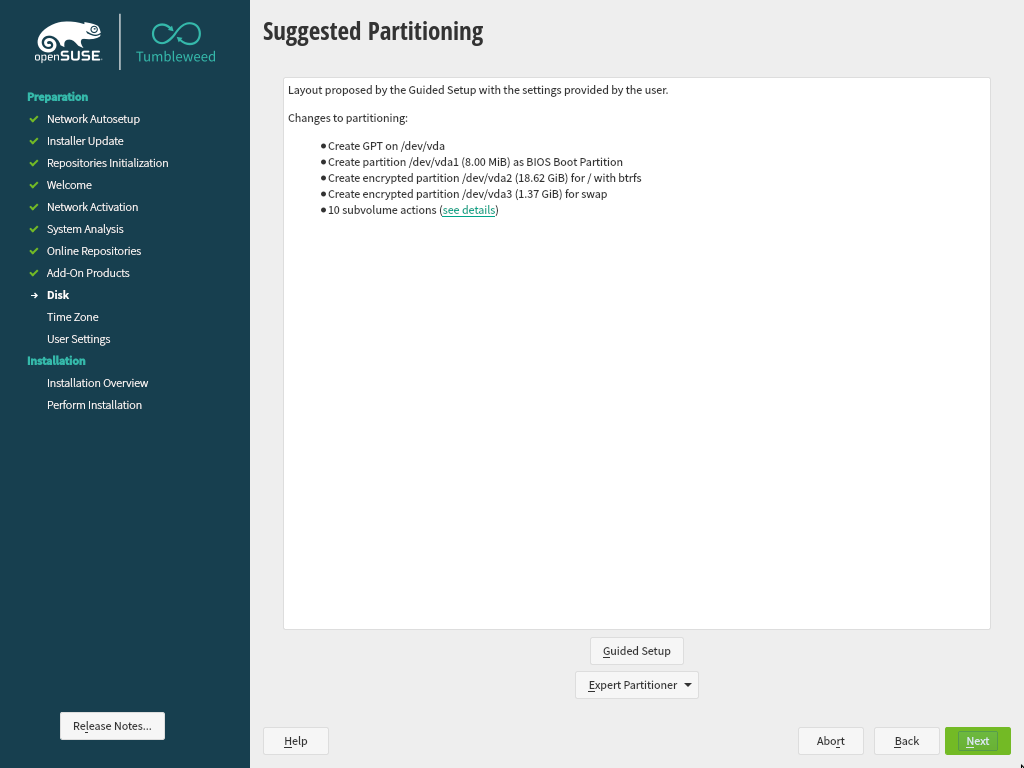 openSUSE
Tumbleweed
Preparation
Network Autosetup
Installer Update
Repositories Initialization
Welcome
Network Activation
System Analysis
Online Repositories
Add-On Products
Disk
Time Zone
User Settings
Installation
Installation Overview
Perform Installation
Release Notes...
Suggested Partitioning
Layout proposed by the Guided Setup with the settings provided by the user.
Changes to partitioning:
Create GPT on /dev/vda
Create partition /dev/vda1 (8.00 MiB) as BIOS Boot Partition
Create encrypted partition /dev/vda2 (18.62 GiB) for / with btrfs
Create encrypted partition /dev/vda3 (1.37 GiB) for swap
10 subvolume actions (see details)
Guided Setup
Expert Partitioner
Help Abort Back Next